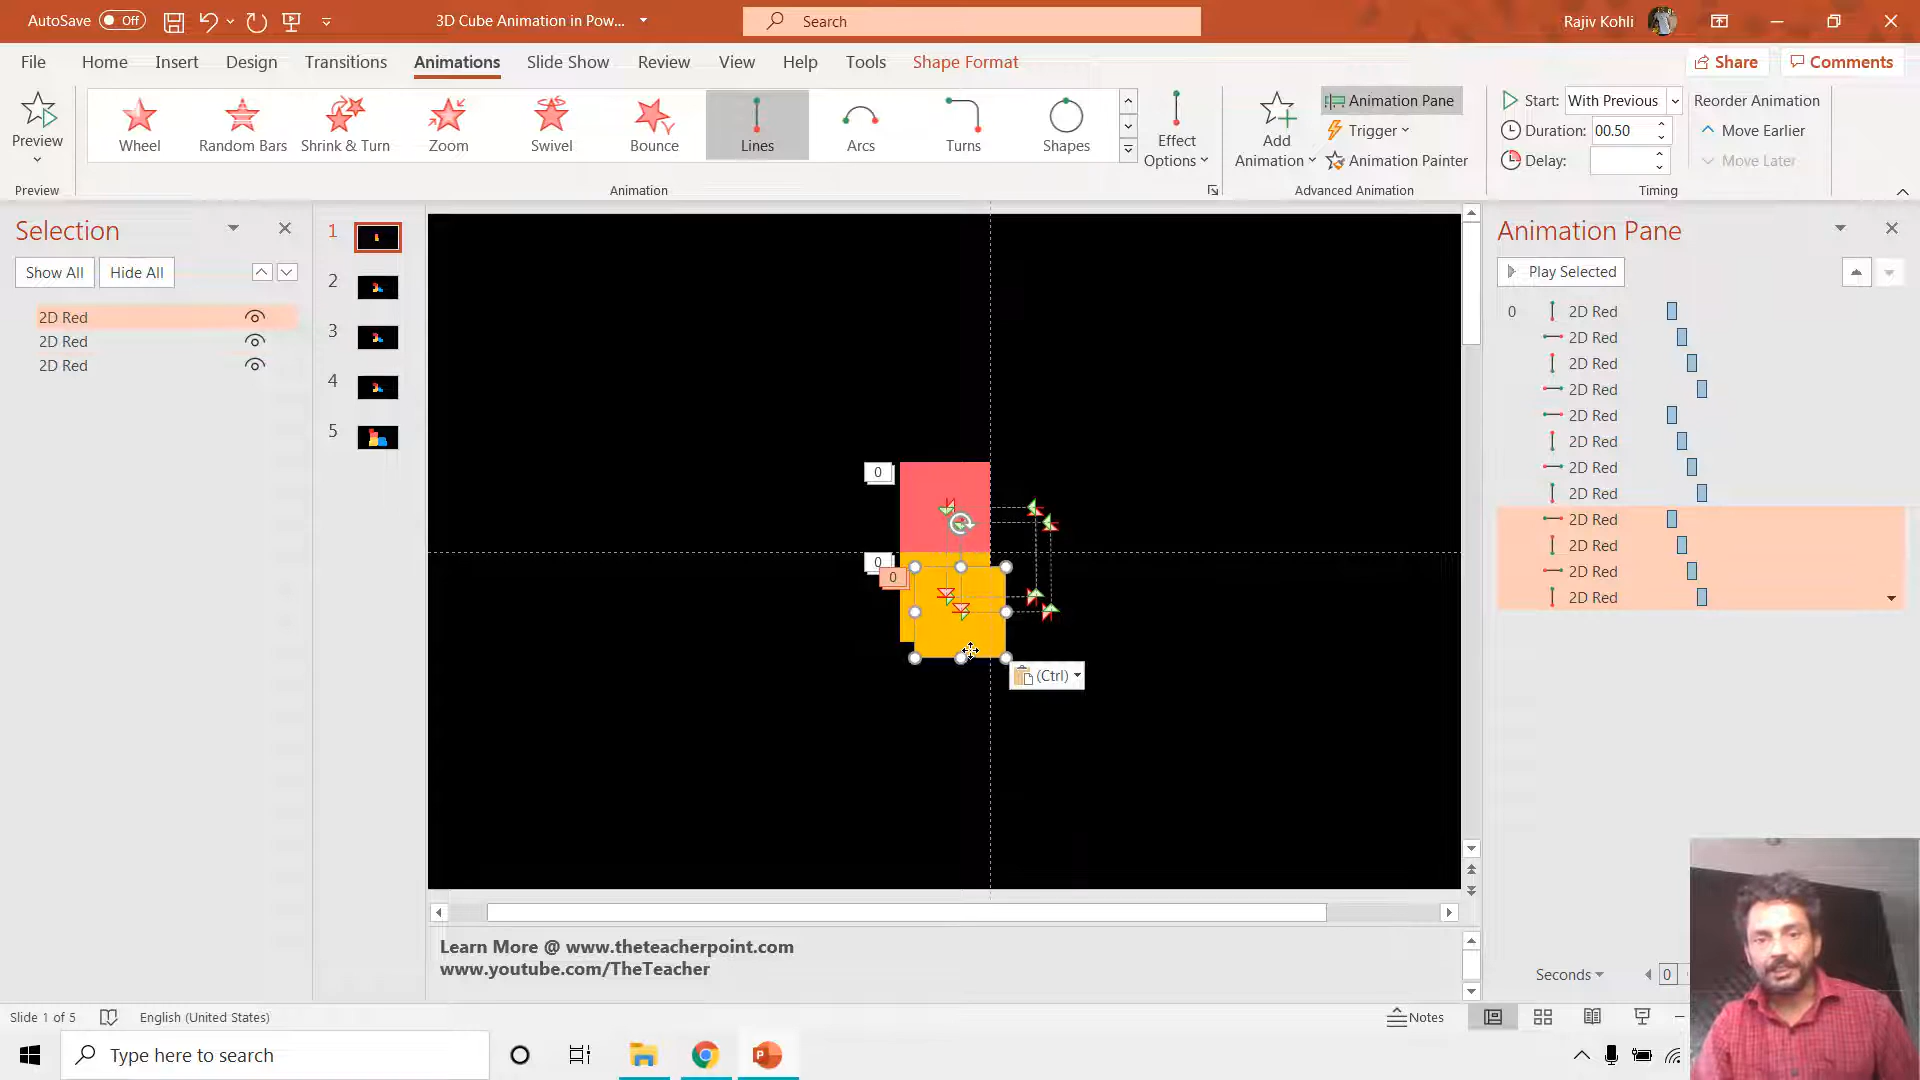 AutoSave Off
3D Cube Animation in Pow...
Search
Rajiv Kohli
File Home Insert Design Transitions Animations Slide Show Review View Help Tools Shape Format
Share Comments
Preview
Preview
Wheel Random Bars Shrink & Turn Zoom Swivel Bounce Lines Arcs Turns Shapes
Animation
Effect Options
Add Animation
Animation Pane
Trigger
Animation Painter
Advanced Animation
Start: With Previous
Duration: 00.50
Delay:
Timing
Reorder Animation
Move Earlier
Move Later
Selection
Show All Hide All
2D Red
2D Red
2D Red
1
2
3
4
5
0
0
0
(Ctrl)
Animation Pane
Play Selected
0 2D Red
2D Red
2D Red
2D Red
2D Red
2D Red
2D Red
2D Red
2D Red
2D Red
2D Red
2D Red
Seconds 0
Learn More @ www.theteacherpoint.com
www.youtube.com/TheTeacher
Slide 1 of 5 English (United States) Notes
Type here to search